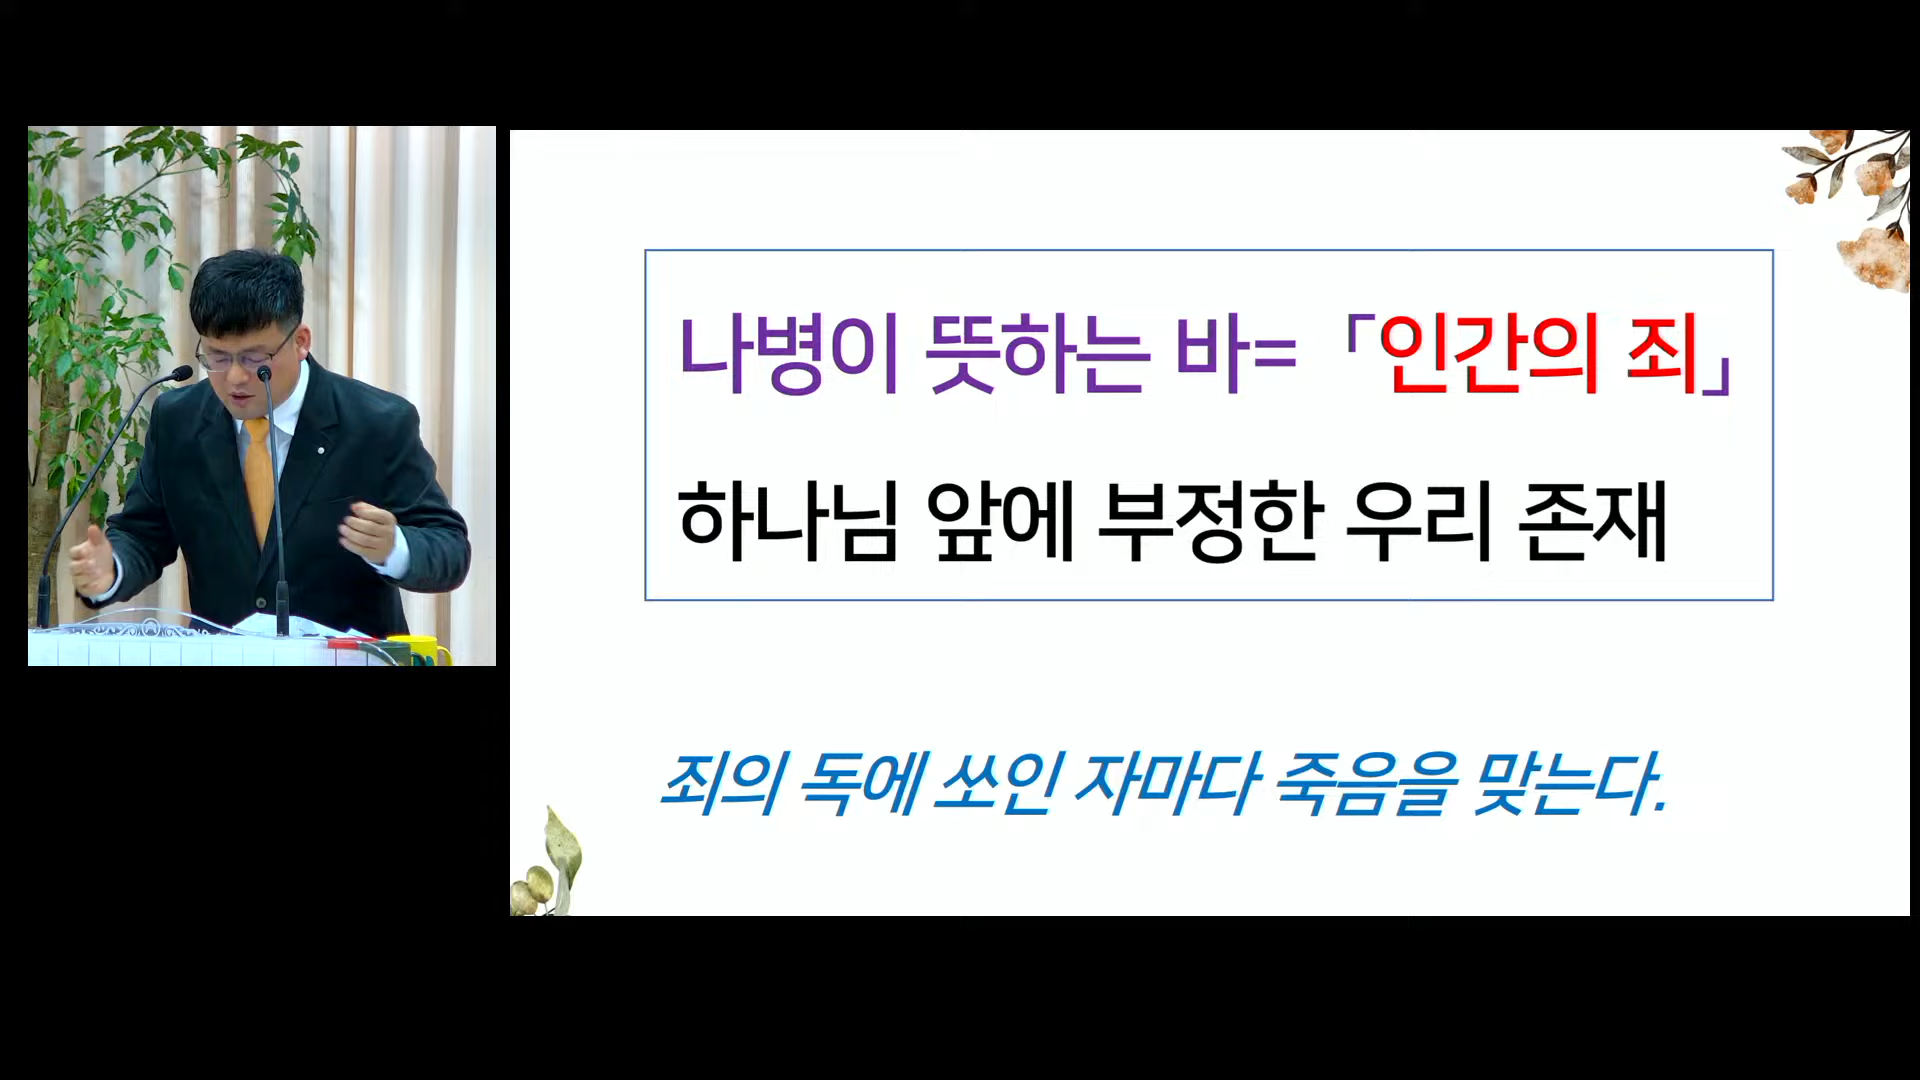 나병이 뜻하는 바=「인간의 죄」
하나님 앞에 부정한 우리 존재
죄의 독에 쏘인 자마다 죽음을 맞는다.